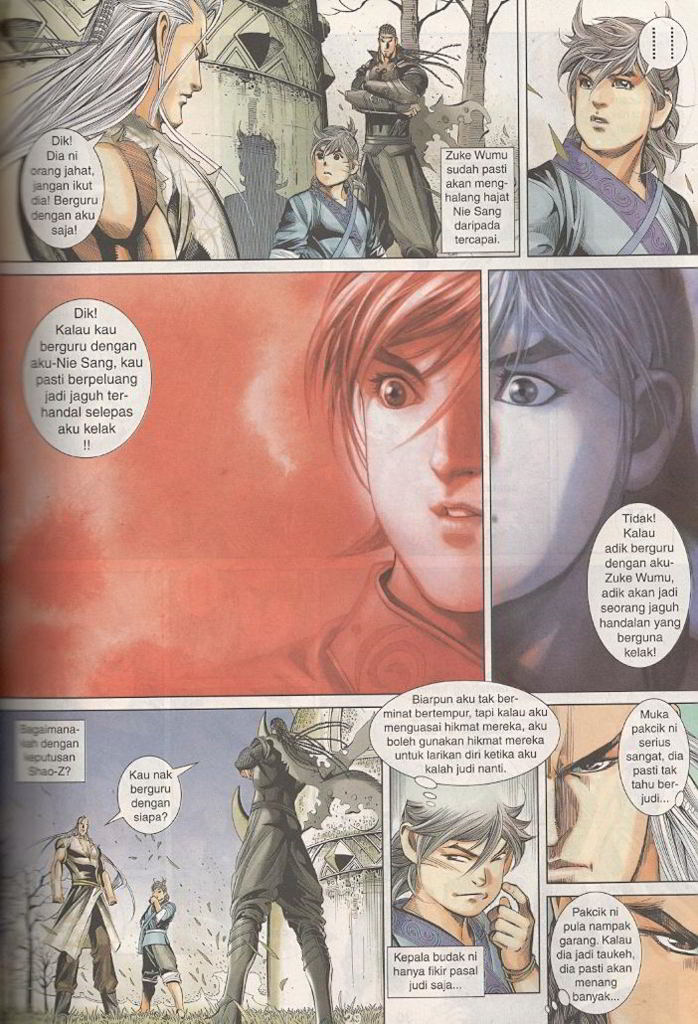 Dik!
Dia ni
orang jahat,
jangan ikut
dia! Berguru
dengan aku
saja!
Zuke Wumu
sudah pasti
akan meng-
halang hajat
Nie Sang
tercapai.
Dik!
Kalau kau
berguru dengan
aku-Nie Sang, kau
pasti berpeluang
jadi jaguh ter-
handal selepas
aku kelak
!!
Tidak!
Kalau
adik berguru
dengan aku-
Zuke Wumu,
adik akan jadi
seorang jaguh
handalan yang
berguna
kelak!
Bagaimana-
kah dengan
keputusan
Shao-Z?
Kau nak
berguru
dengan
siapa?
Biarpun aku tak ber-
minat bertempur, tapi kalau aku
menguasai hikmat mereka, aku
boleh gunakan hikmat mereka
untuk larikan diri ketika aku
kalah judi nanti.
Kepala budak ni
hanya fikir pasal
judi saja...
Muka
pakcik ni
serius
sangat, dia
pasti tak
tahu ber-
judi...
Pakcik ni
pula nampak
garang. Kalau
dia jadi taukeh,
dia pasti akan
menang
banyak...